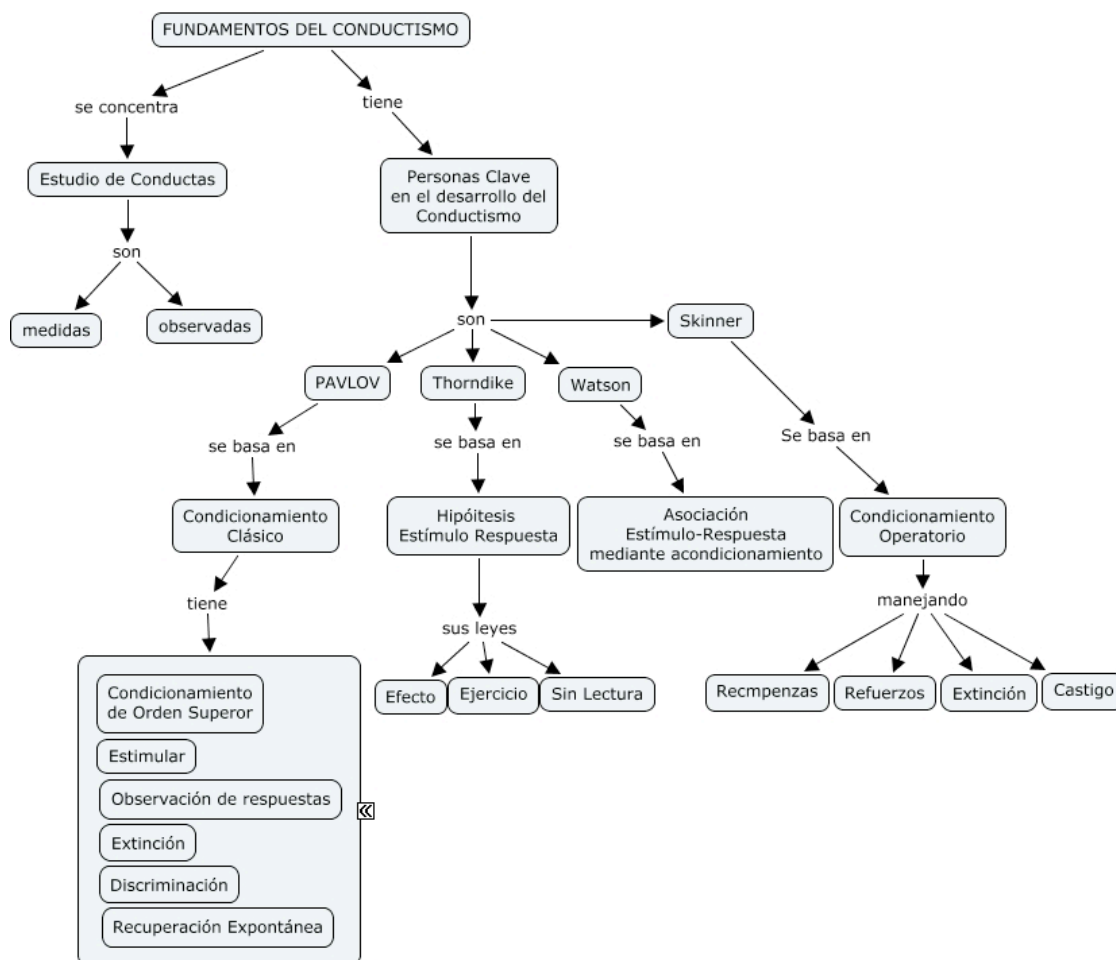 FUNDAMENTOS DEL CONDUCTISMO
se concentra
tiene
Estudio de Conductas
Personas Clave
en el desarrollo del
Conductismo
son
medidas
observadas
son
Skinner
PAVLOV
Thorndike
Watson
se basa en
se basa en
se basa en
Se basa en
Condicionamiento
Clásico
Hipóitesis
Estímulo Respuesta
Asociación
Estímulo-Respuesta
mediante acondicionamiento
Condicionamiento
Operatorio
tiene
sus leyes
manejando
Efecto
Ejercicio
Sin Lectura
Recmpenzas
Refuerzos
Extinción
Castigo
Condicionamiento
de Orden Superor
Estimular
Observación de respuestas
Extinción
Discriminación
Recuperación Expontánea